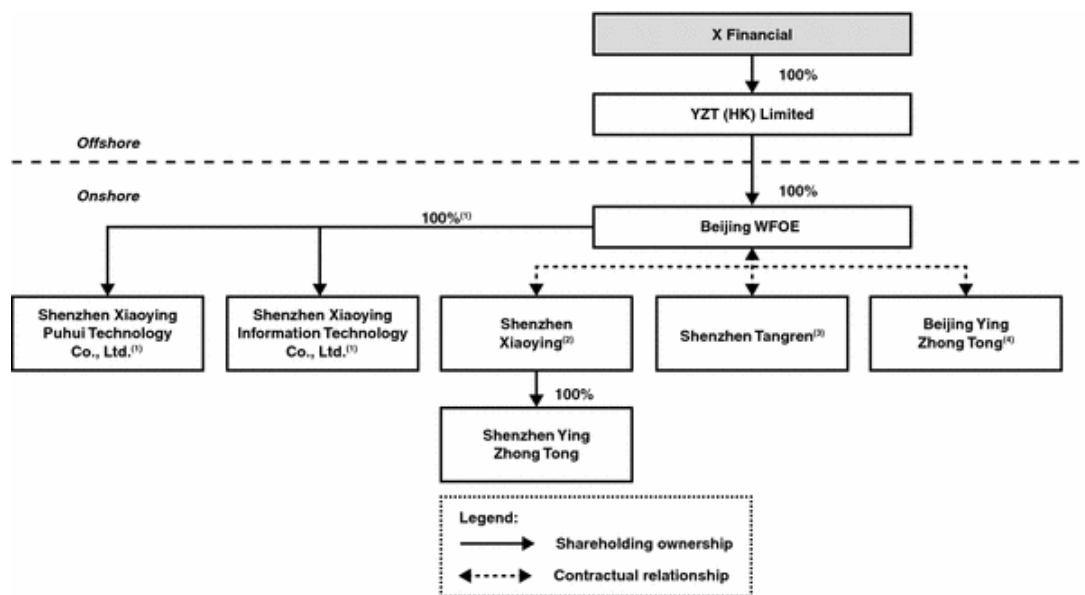 X Financial
100%
YZT (HK) Limited
Offshore
Onshore
100%
100%(1)
Beijing WFOE
Shenzhen Xiaoying
Puhui Technology
Co., Ltd.(1)
Shenzhen Xiaoying
Information Technology
Co., Ltd.(1)
Shenzhen
Xiaoying(2)
Shenzhen Tangren(3)
Beijing Ying
Zhong Tong(4)
100%
Shenzhen Ying
Zhong Tong
Legend:
Shareholding ownership
Contractual relationship